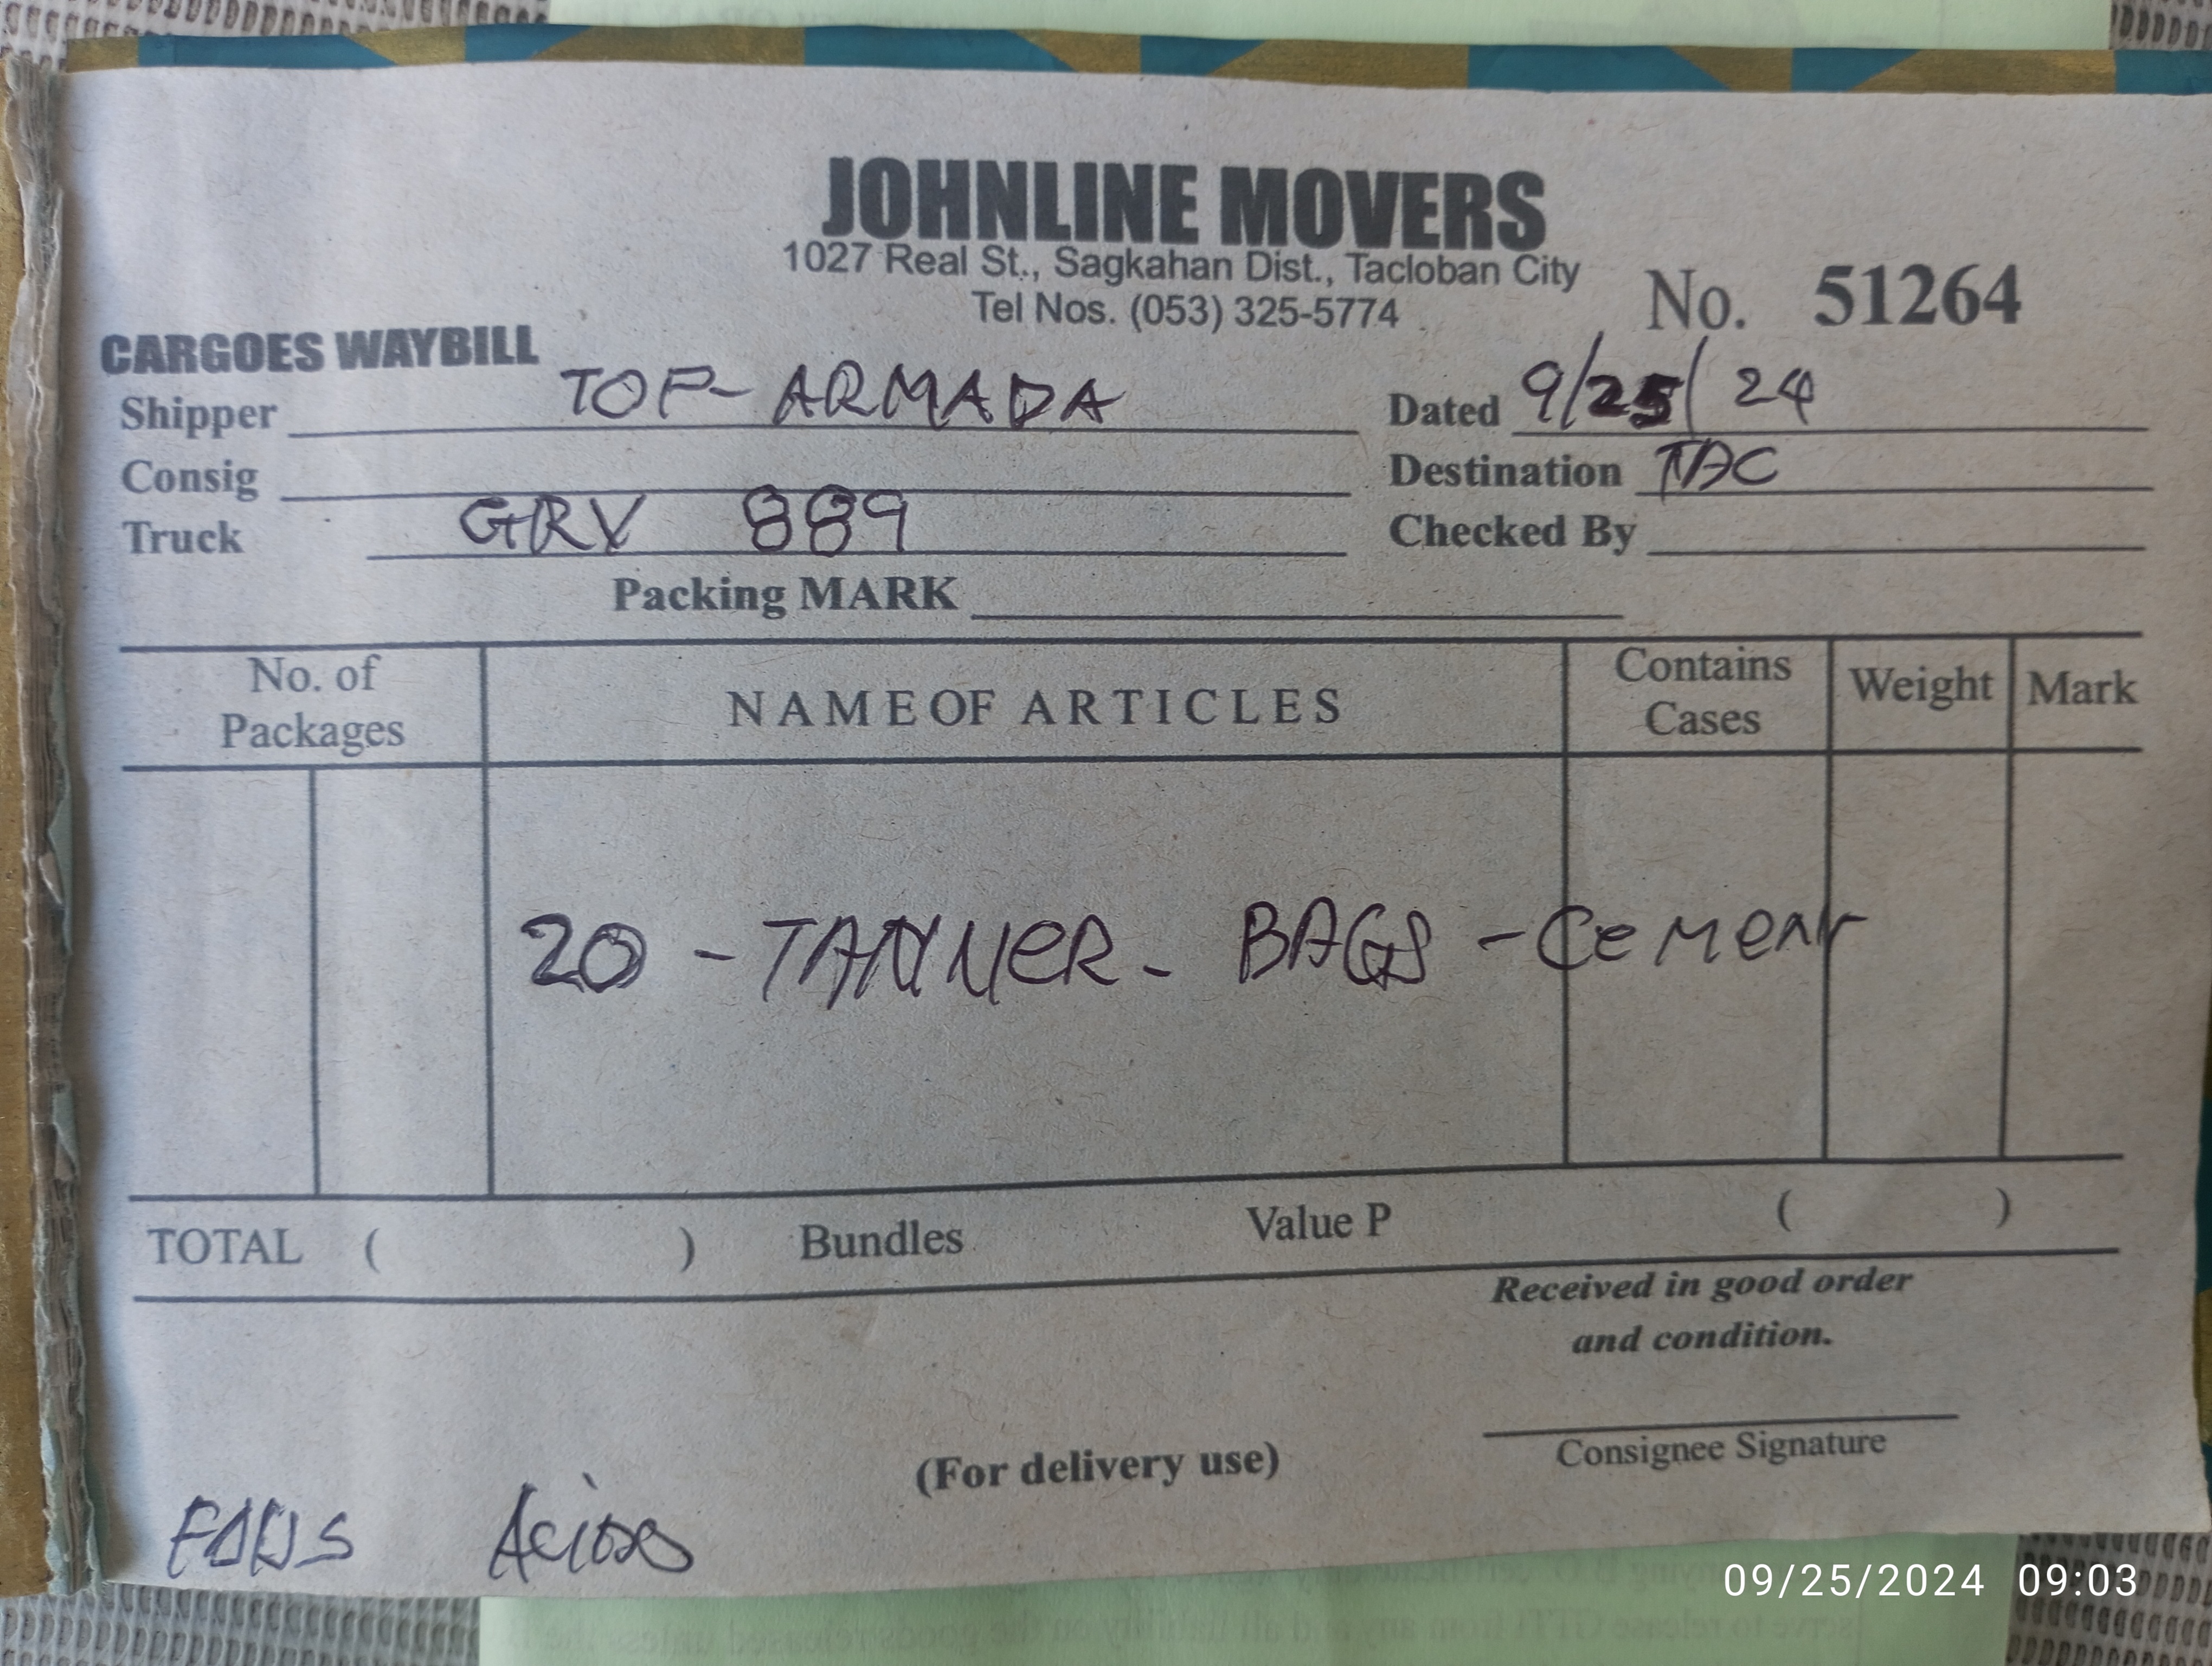 JOHNLINE MOVERS
1027 Real St., Sagkahan Dist., Tacloban City
Tel Nos. (053) 325-5774
No. 51264
CARGOES WAYBILL
Shipper TOP-ARMADA
Dated 9/25/24
Consig
Destination TAC
Truck GRV 889
Checked By
Packing MARK
No. of Packages NAME OF ARTICLES Contains Cases Weight Mark
20 - TANNER - BAGS - CeMeNT
TOTAL ( ) Bundles Value P ( )
Received in good order
and condition.
(For delivery use)
Consignee Signature
09/25/2024 09:03